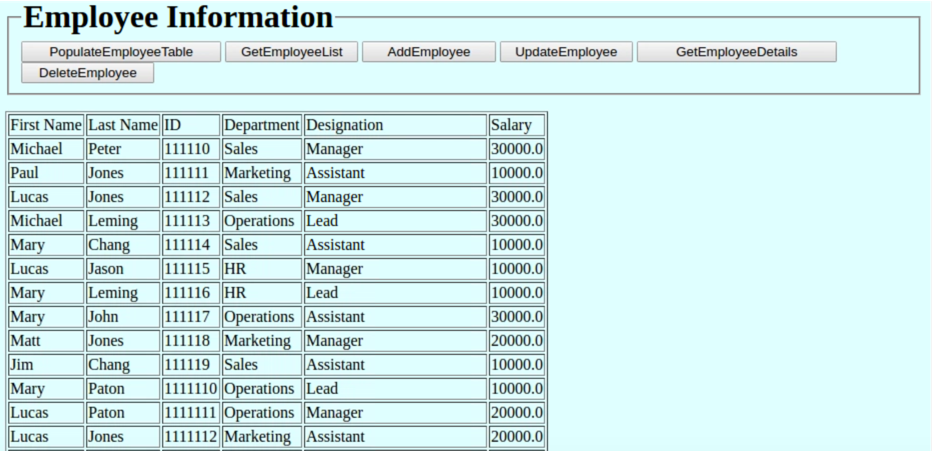 Employee Information
PopulateEmployeeTable GetEmployeeList AddEmployee UpdateEmployee GetEmployeeDetails
DeleteEmployee
First Name Last Name ID Department Designation Salary
Michael Peter 111110 Sales Manager 30000.0
Paul Jones 111111 Marketing Assistant 10000.0
Lucas Jones 111112 Sales Manager 30000.0
Michael Leming 111113 Operations Lead 30000.0
Mary Chang 111114 Sales Assistant 10000.0
Lucas Jason 111115 HR Manager 10000.0
Mary Leming 111116 HR Lead 10000.0
Mary John 111117 Operations Assistant 30000.0
Matt Jones 111118 Marketing Manager 20000.0
Jim Chang 111119 Sales Assistant 10000.0
Mary Paton 1111110 Operations Lead 10000.0
Lucas Paton 1111111 Operations Manager 20000.0
Lucas Jones 1111112 Marketing Assistant 20000.0